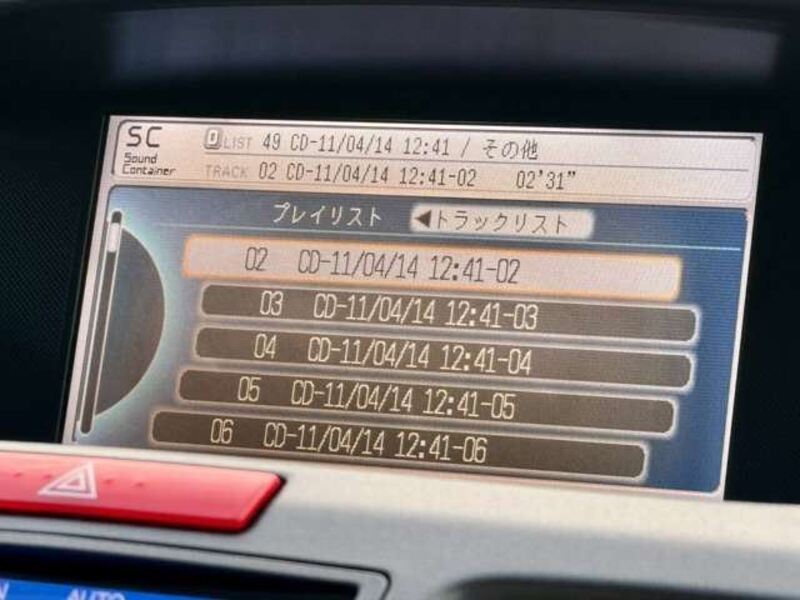 SC
Sound
Container
LIST 49 CD-11/04/14 12:41 / その他
TRACK 02 CD-11/04/14 12:41-02 02'31"
プレイリスト ◀トラックリスト
02 CD-11/04/14 12:41-02
03 CD-11/04/14 12:41-03
04 CD-11/04/14 12:41-04
05 CD-11/04/14 12:41-05
06 CD-11/04/14 12:41-06
AUTO